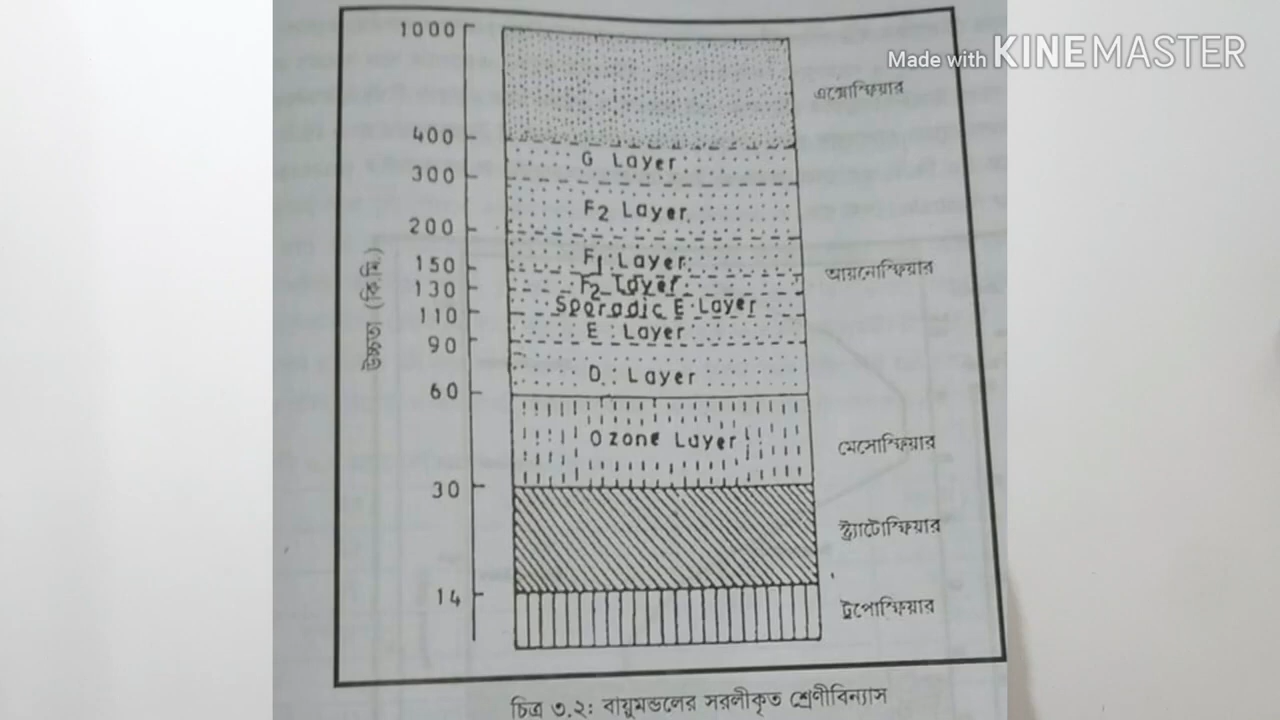 Made with KINEMASTER
1000
এক্সোস্ফিয়ার
400
G Layer
300
F2 Layer
200
F1 Layer
150
আয়নোস্ফিয়ার
F2 Layer
130
Sporadic E Layer
110
E Layer
90
D Layer
60
উচ্চতা (কি.মি.)
Ozone Layer
মেসোস্ফিয়ার
30
স্ট্র্যাটোস্ফিয়ার
14
ট্রপোস্ফিয়ার
চিত্র ৩.২: বায়ুমন্ডলের সরলীকৃত শ্রেণীবিন্যাস